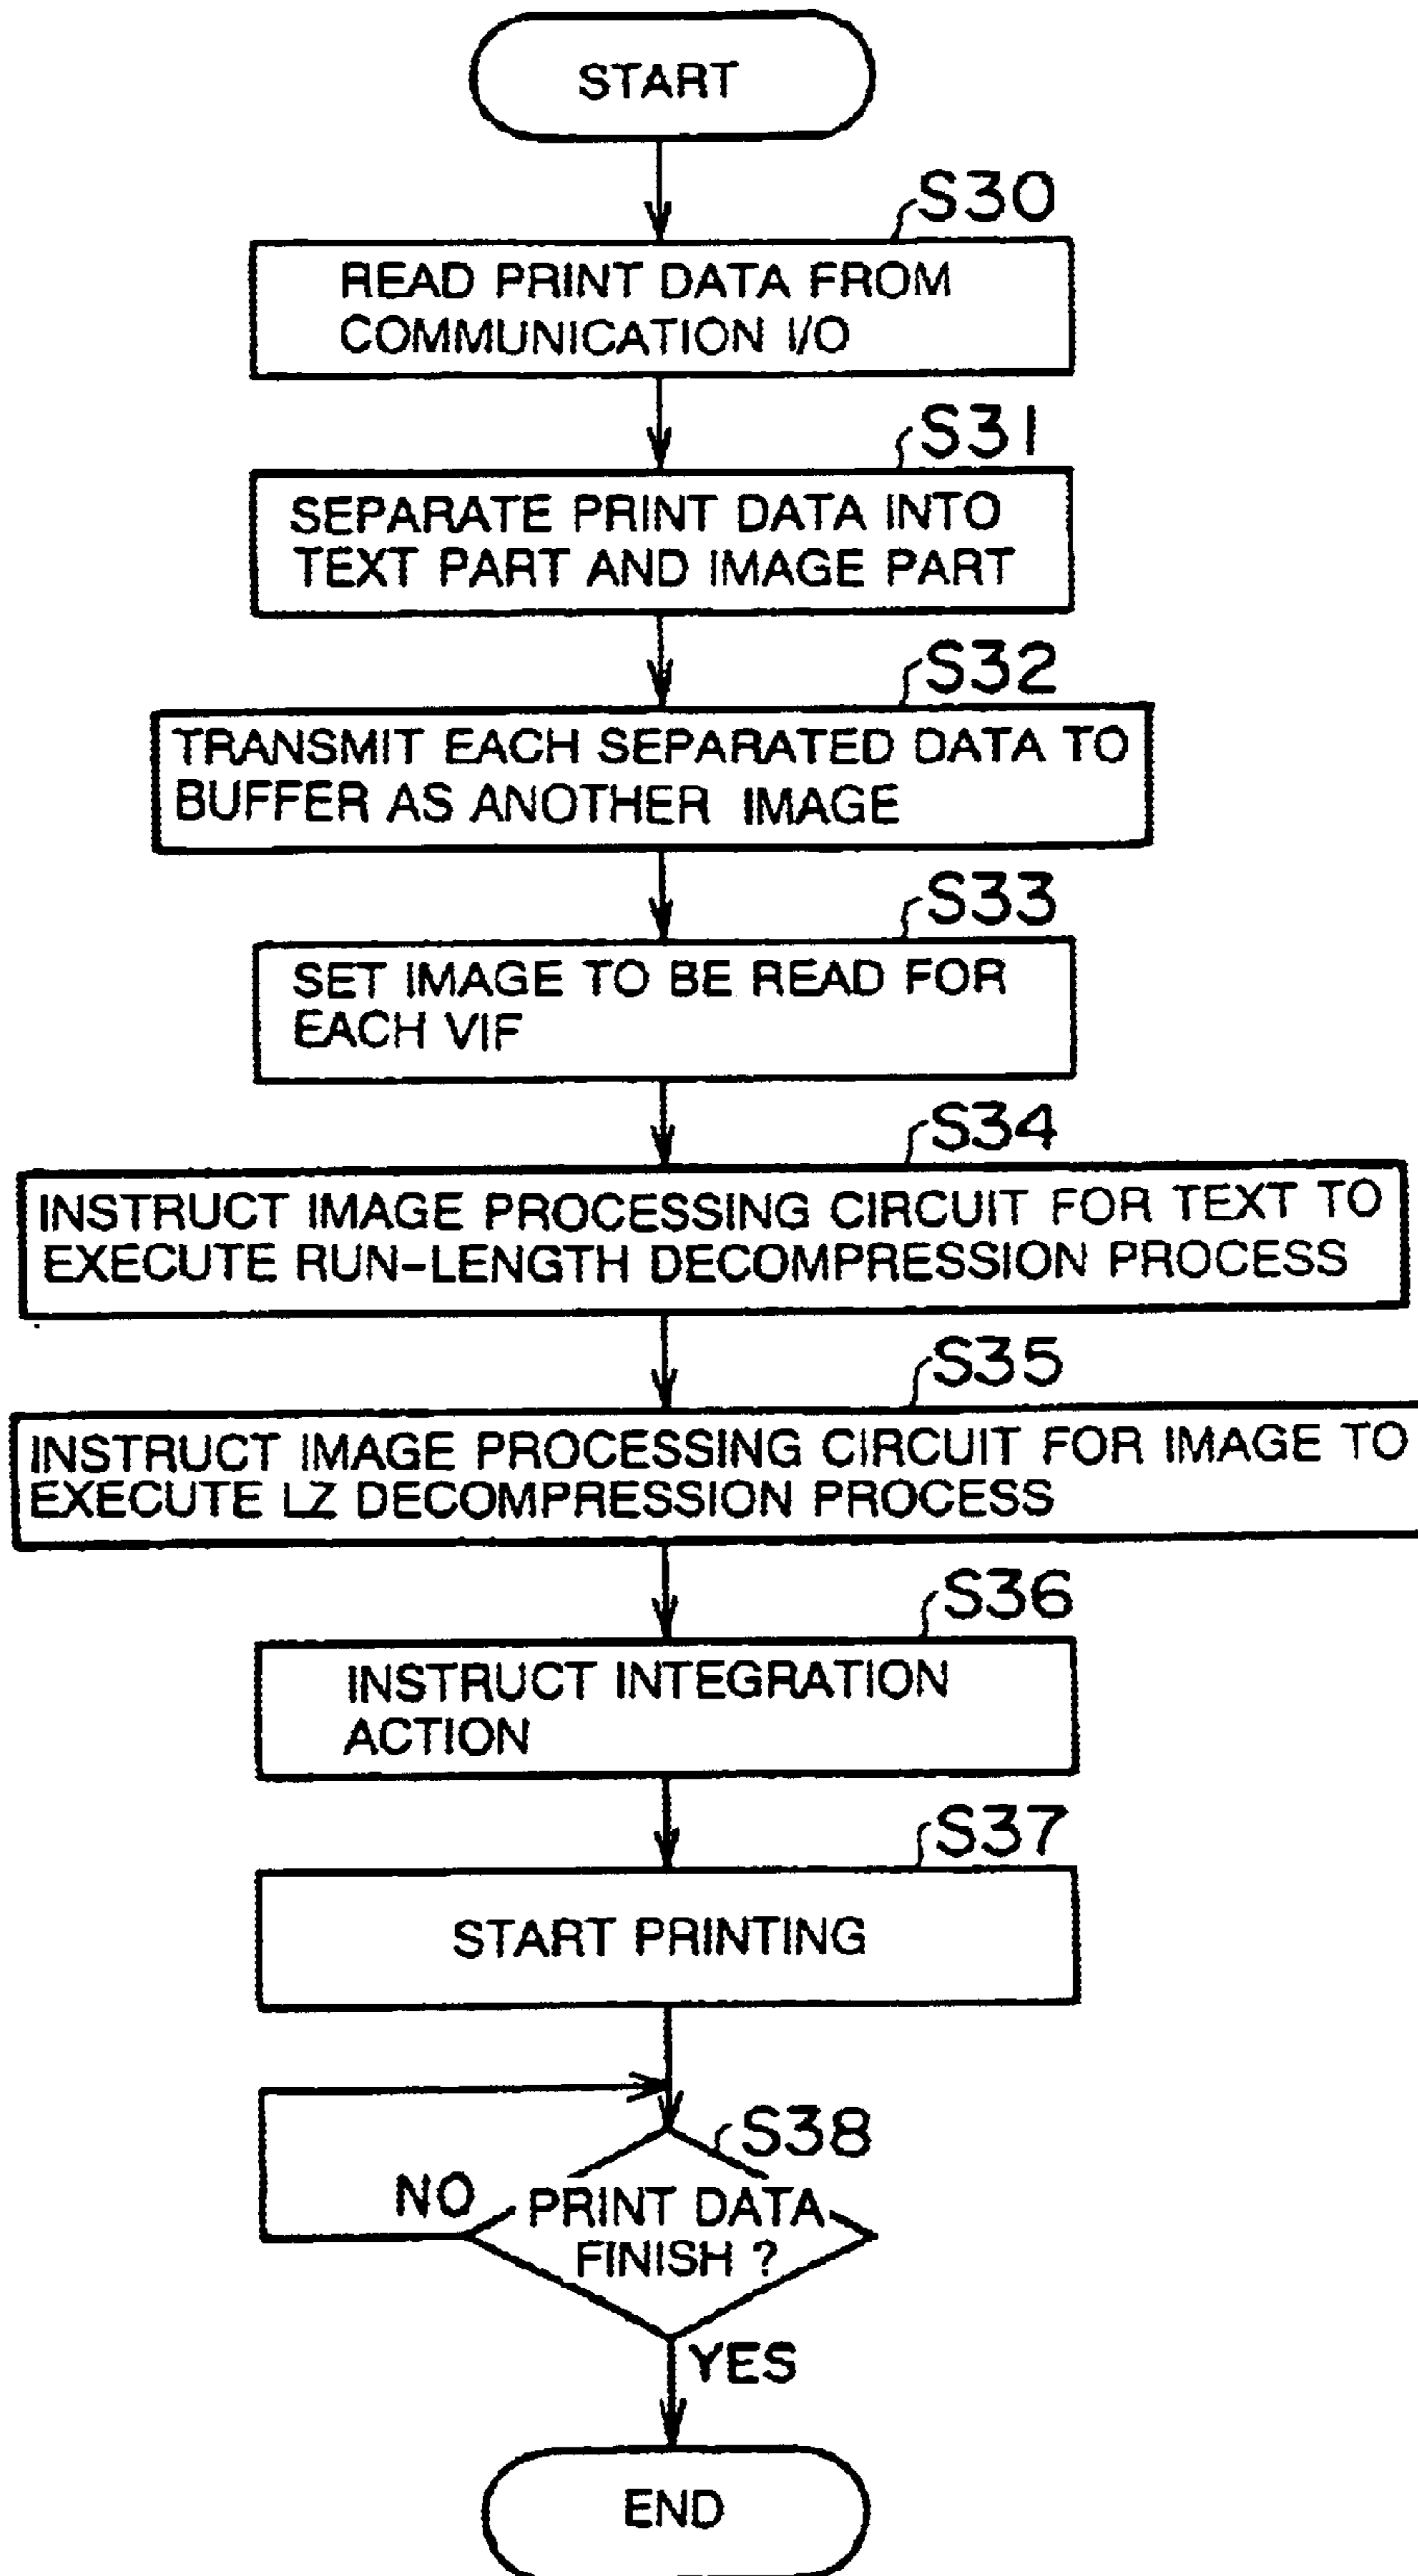 START
S30
READ PRINT DATA FROM
COMMUNICATION I/O
S31
SEPARATE PRINT DATA INTO
TEXT PART AND IMAGE PART
S32
TRANSMIT EACH SEPARATED DATA TO
BUFFER AS ANOTHER IMAGE
S33
SET IMAGE TO BE READ FOR
EACH VIF
S34
INSTRUCT IMAGE PROCESSING CIRCUIT FOR TEXT TO
EXECUTE RUN-LENGTH DECOMPRESSION PROCESS
S35
INSTRUCT IMAGE PROCESSING CIRCUIT FOR IMAGE TO
EXECUTE LZ DECOMPRESSION PROCESS
S36
INSTRUCT INTEGRATION
ACTION
S37
START PRINTING
S38
NO
PRINT DATA
FINISH ?
YES
END